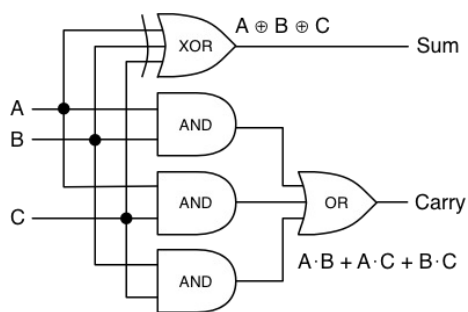 A ⊕ B ⊕ C
XOR
Sum
A
AND
B
AND
C
OR
Carry
A·B + A·C + B·C
AND